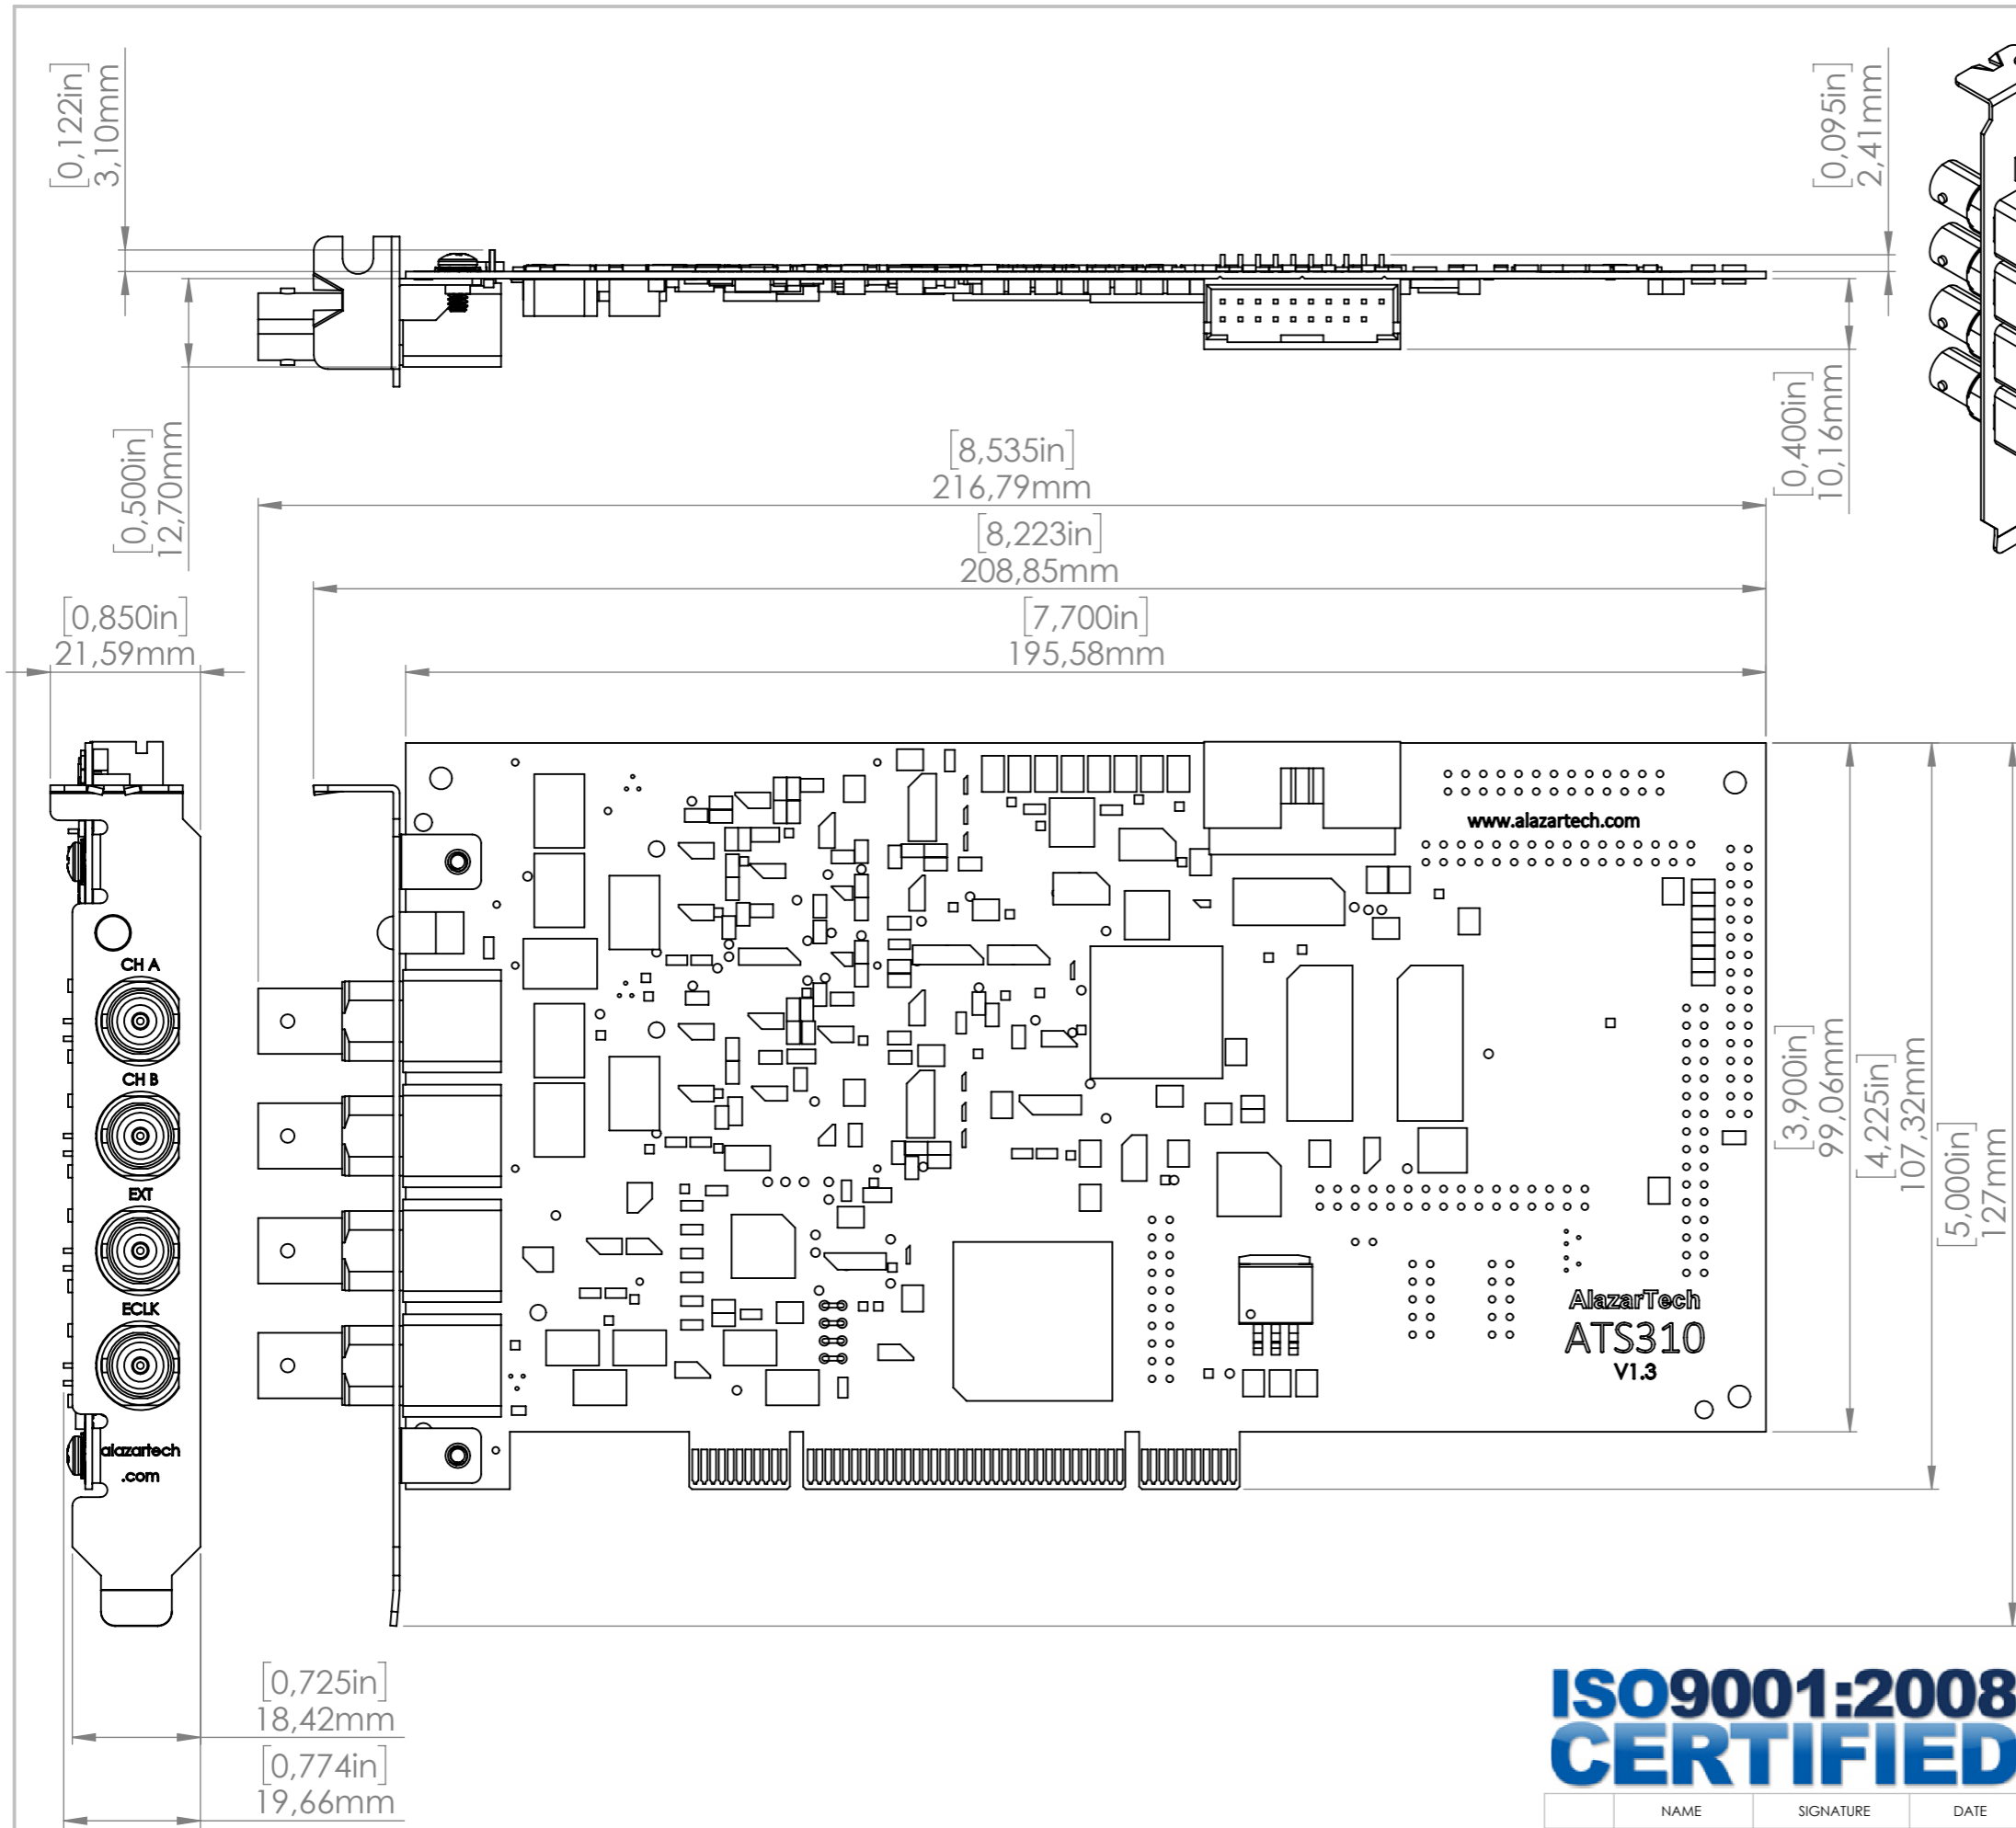 [0,122in]
3,10mm
[0,095in]
2,41mm
[0,500in]
12,70mm
[0,400in]
10,16mm
[8,535in]
216,79mm
[8,223in]
208,85mm
[7,700in]
195,58mm
[0,850in]
21,59mm
www.alazartech.com
CH A
CH B
EXT
ECLK
alazartech
.com
[3,900in]
99,06mm
[4,225in]
107,32mm
[5,000in]
127mm
AlazarTech
ATS310
V1.3
[0,725in]
18,42mm
[0,774in]
19,66mm
ISO9001:2008
CERTIFIED
NAME SIGNATURE DATE